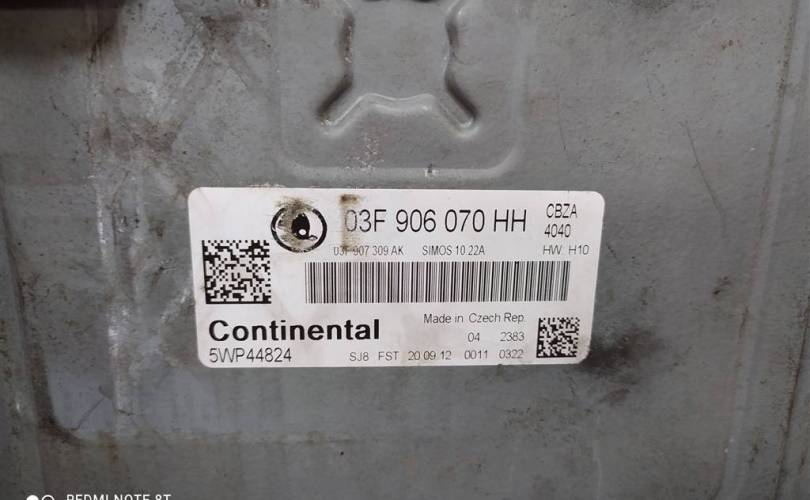 03F 906 070 HH CBZA
4040
03F 907 309 AK SIMOS 10.22A HW: H10
Made in Czech Rep.
Continental 04 2383
5WP44824 SJ8 FST 20.09.12 0011 0322
REDMI NOTE 8T